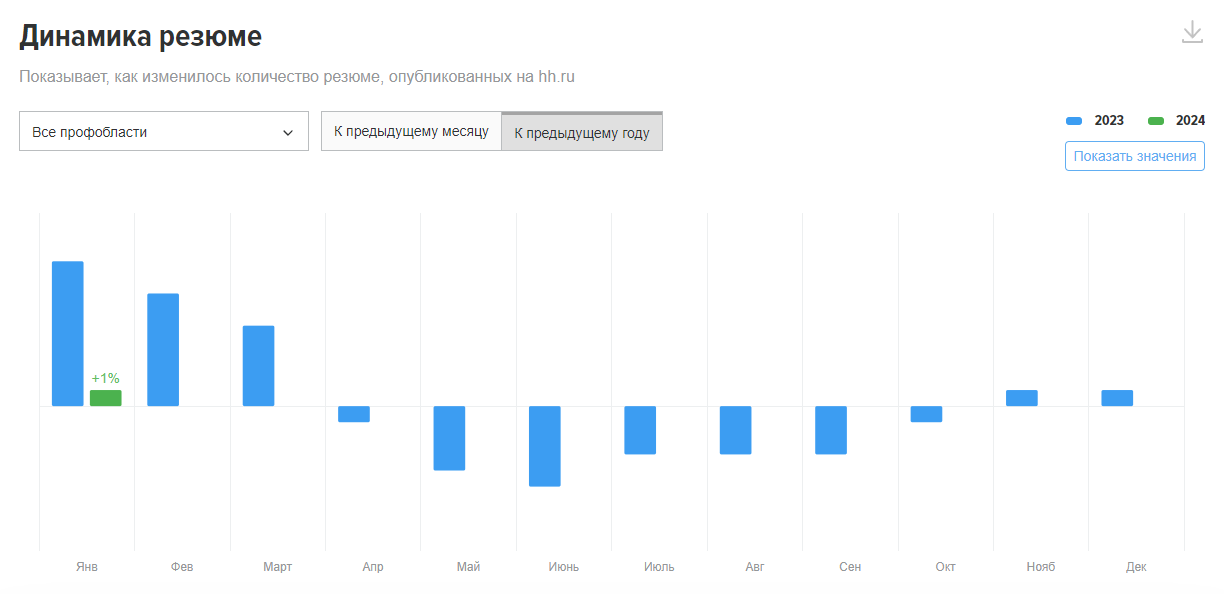 Динамика резюме
Показывает, как изменилось количество резюме, опубликованных на hh.ru
Все профобласти
К предыдущему месяцу
К предыдущему году
2023
2024
Показать значения
+1%
Янв
Фев
Март
Апр
Май
Июнь
Июль
Авг
Сен
Окт
Нояб
Дек